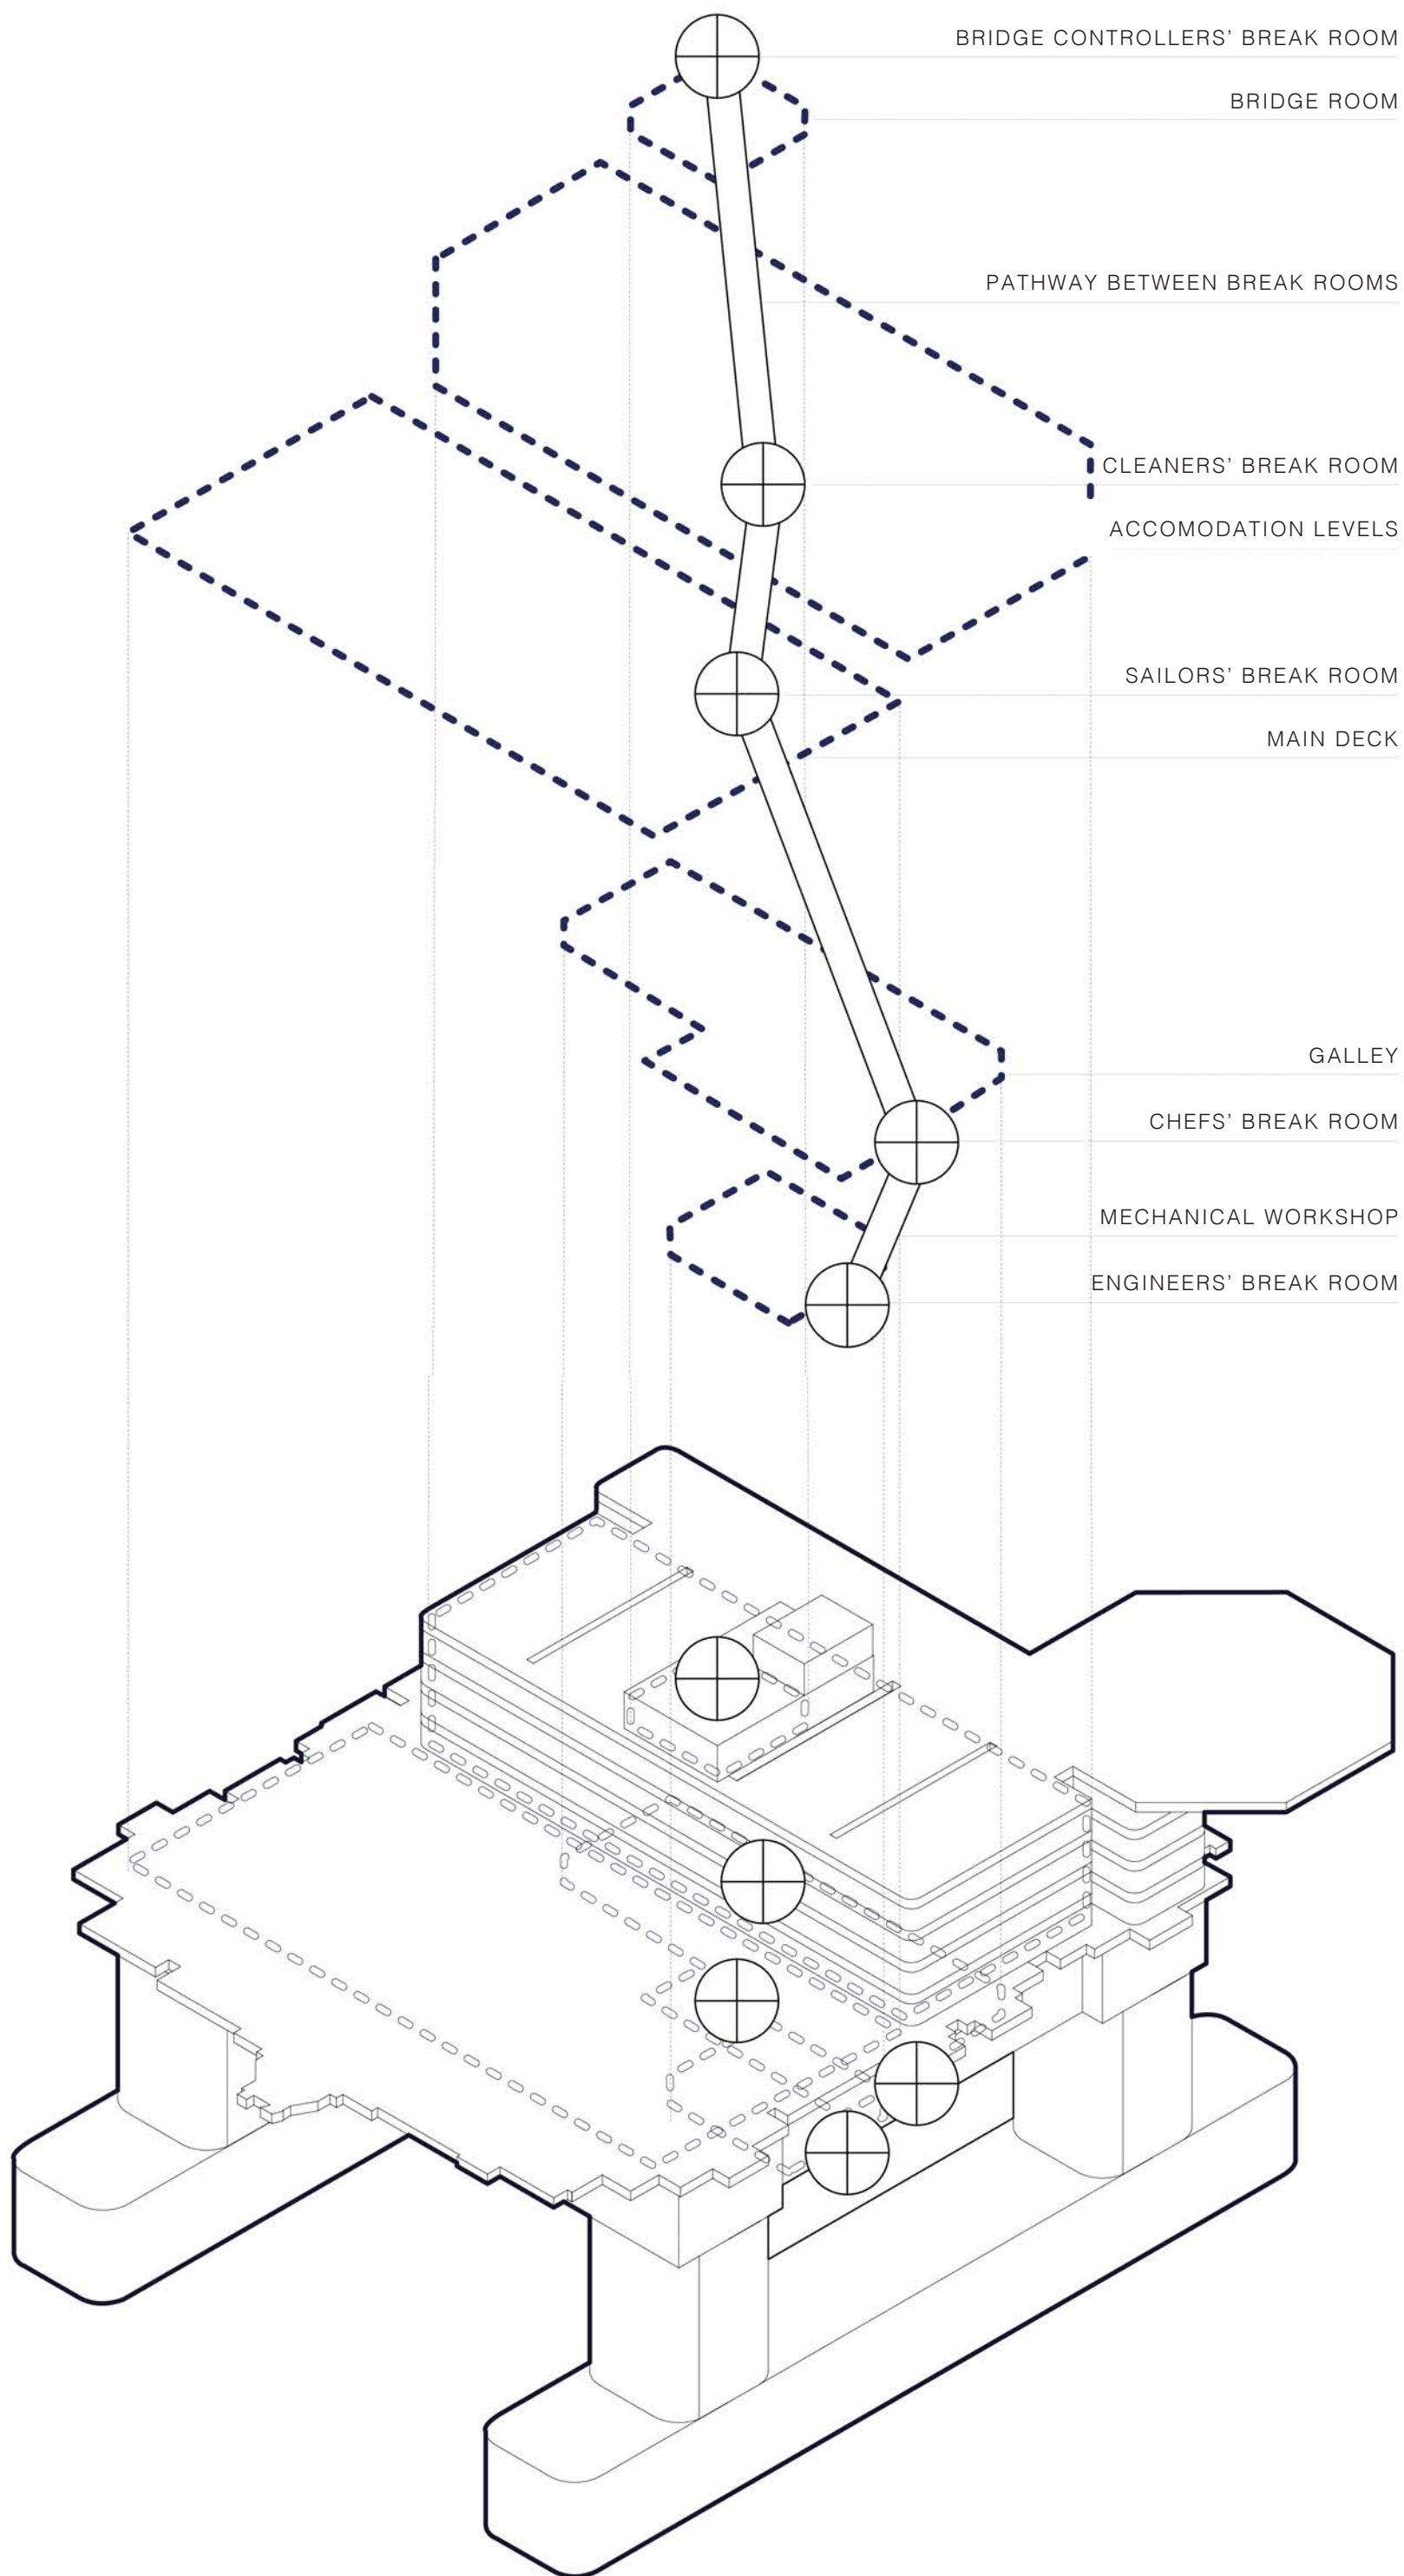 BRIDGE CONTROLLERS’ BREAK ROOM
BRIDGE ROOM
PATHWAY BETWEEN BREAK ROOMS
CLEANERS’ BREAK ROOM
ACCOMODATION LEVELS
SAILORS’ BREAK ROOM
MAIN DECK
GALLEY
CHEFS’ BREAK ROOM
MECHANICAL WORKSHOP
ENGINEERS’ BREAK ROOM